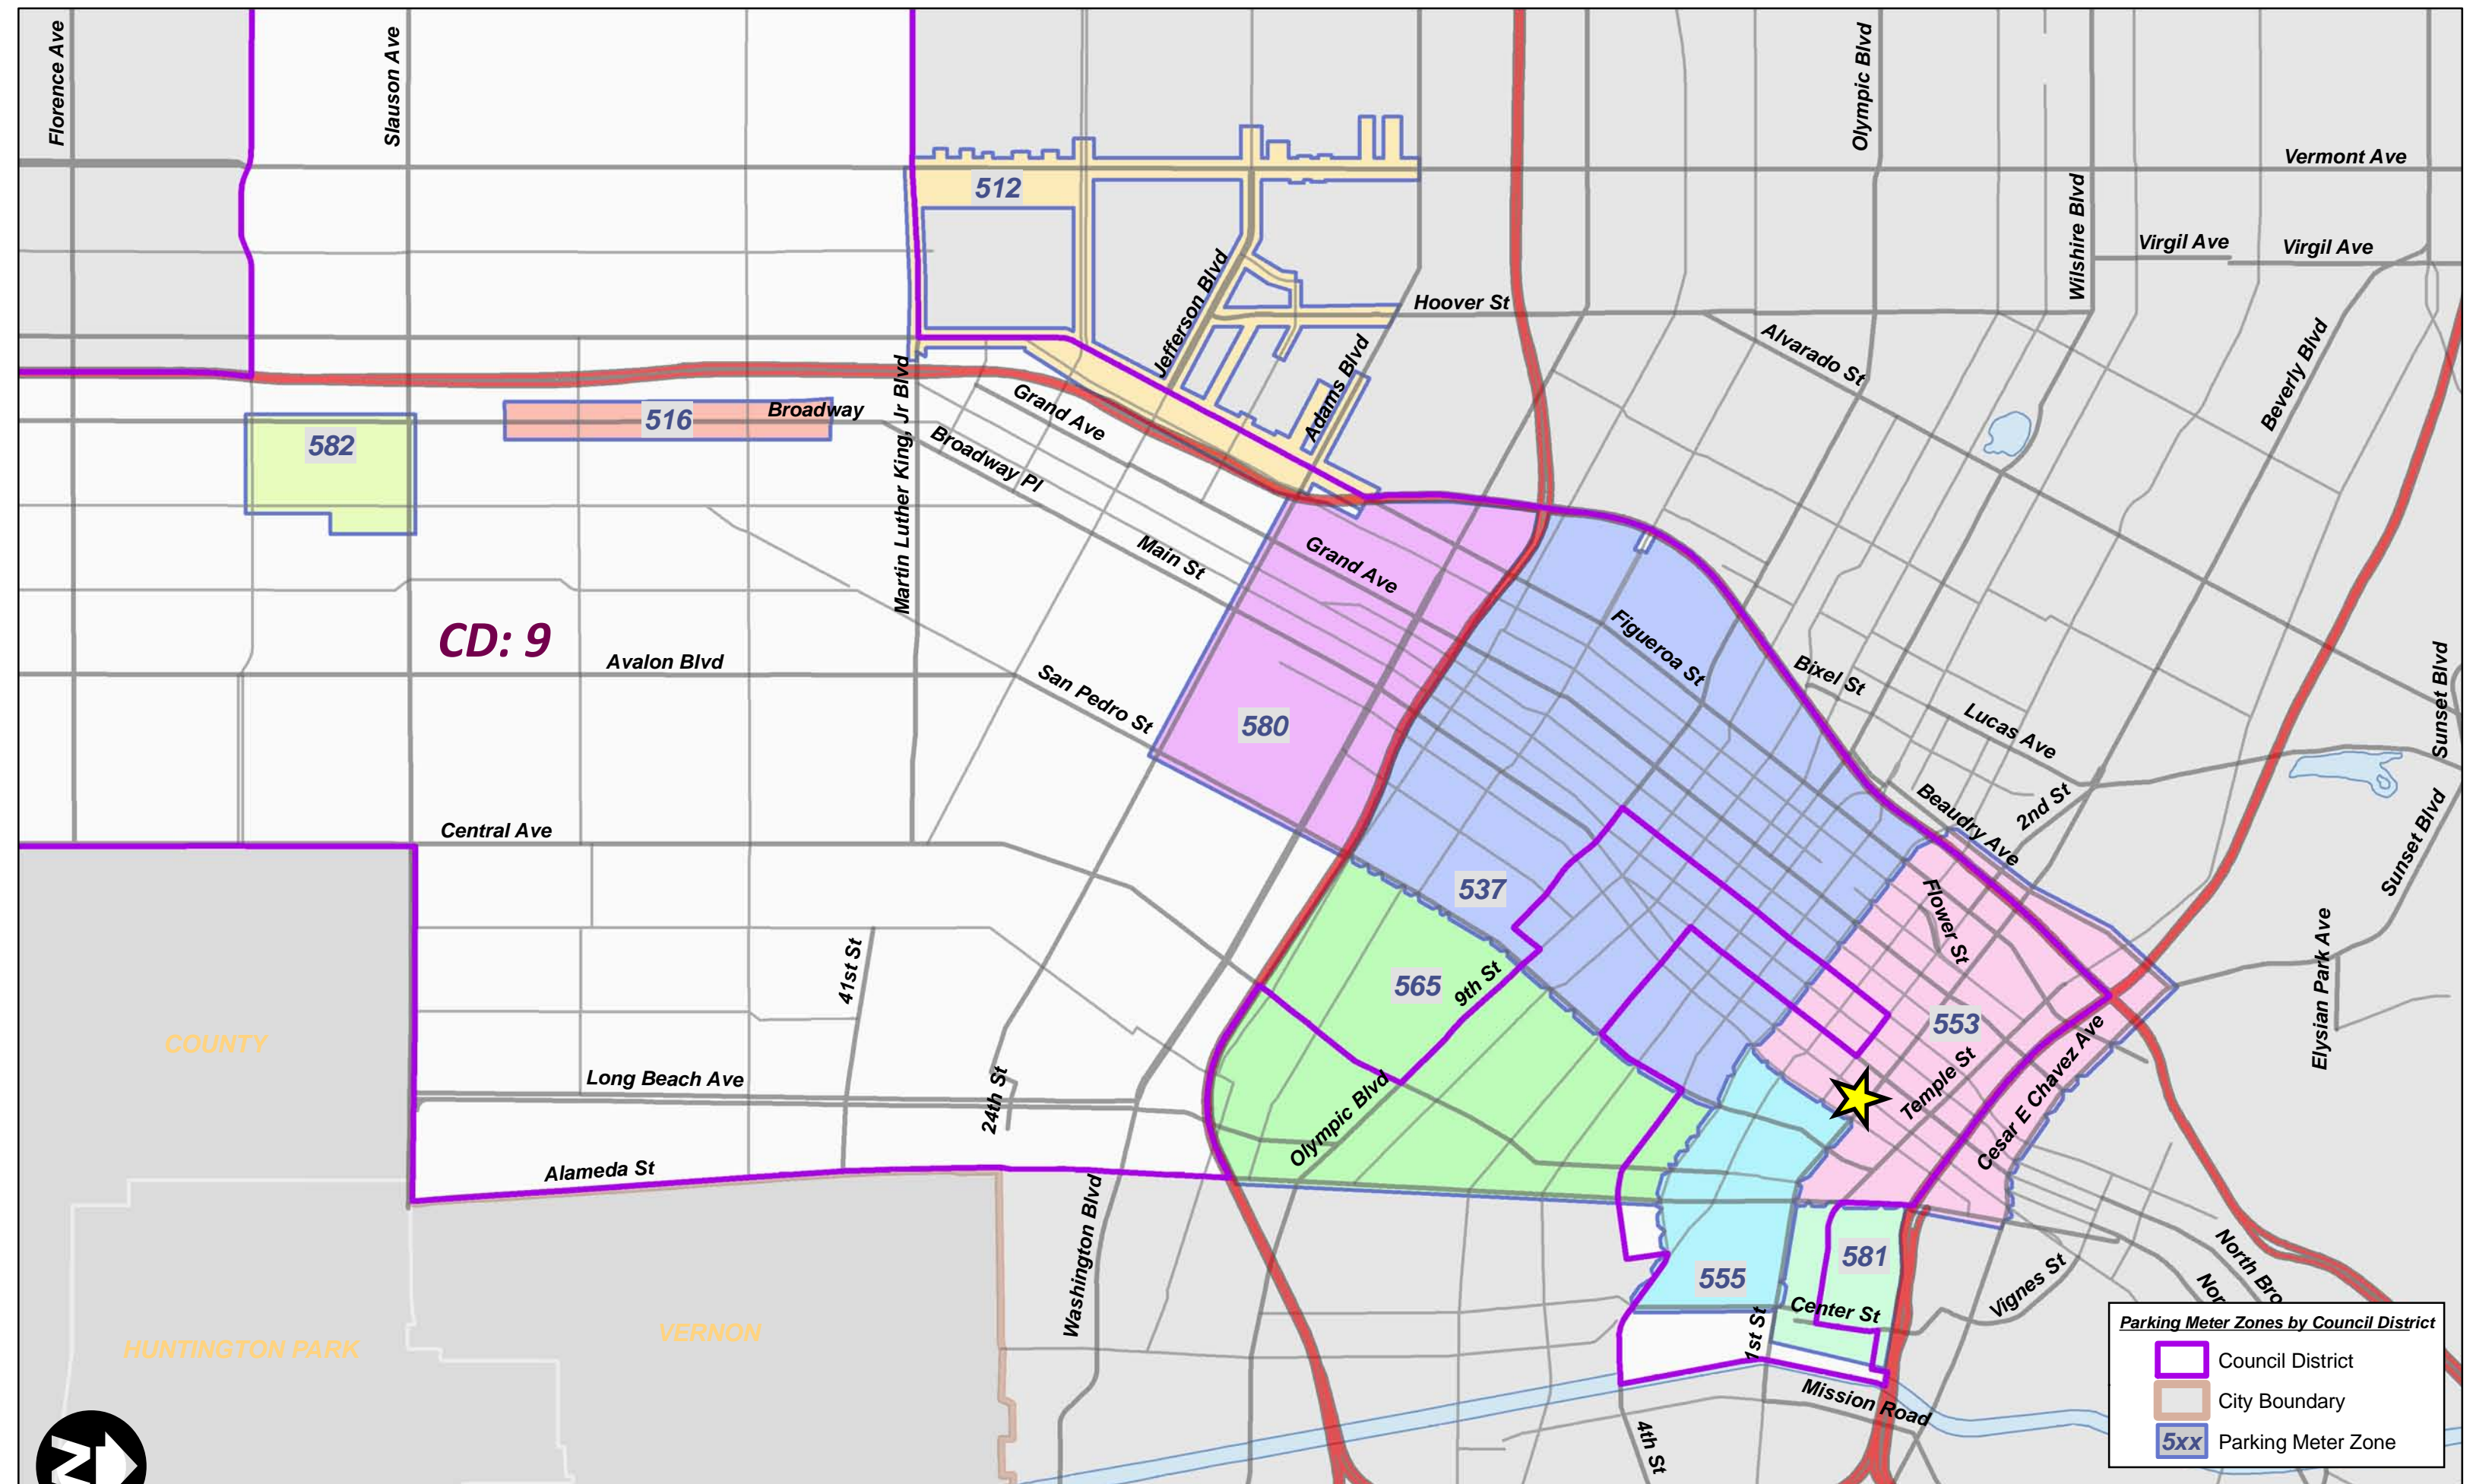 Florence Ave
Slauson Ave
Olympic Blvd
Vermont Ave
512
Wilshire Blvd
Virgil Ave
Virgil Ave
Jefferson Blvd
Hoover St
Adams Blvd
Alvarado St
Beverly Blvd
516
Broadway
582
Martin Luther King, Jr Blvd
Grand Ave
Broadway Pl
Main St
Grand Ave
CD: 9
Avalon Blvd
San Pedro St
580
Figueroa St
Bixel St
Lucas Ave
Sunset Blvd
Central Ave
Beaudry Ave
2nd St
Sunset Blvd
537
Flower St
41st St
565
9th St
553
Elysian Park Ave
COUNTY
Long Beach Ave
24th St
Olympic Blvd
Temple St
Cesar E Chavez Ave
Alameda St
Washington Blvd
555
581
Center St
1st St
Vignes St
North Bro
Nor
HUNTINGTON PARK
VERNON
Mission Road
4th St
N
Parking Meter Zones by Council District
Council District
City Boundary
5xx Parking Meter Zone